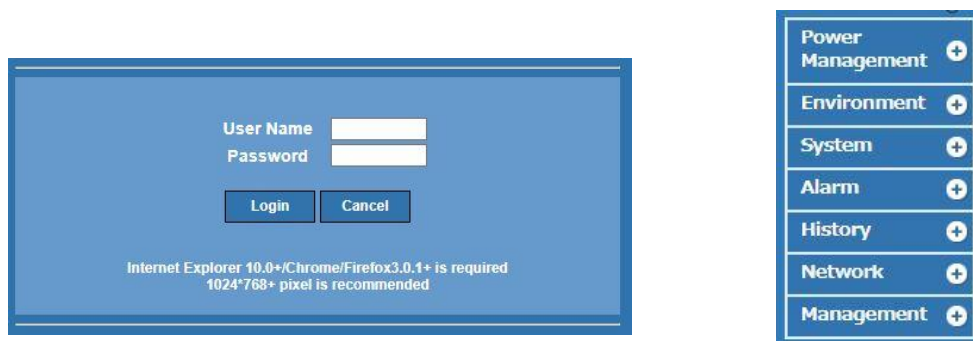 User Name
Password
Login Cancel
Internet Explorer 10.0+/Chrome/Firefox3.0.1+ is required
1024*768+ pixel is recommended
Power
Management
Environment
System
Alarm
History
Network
Management